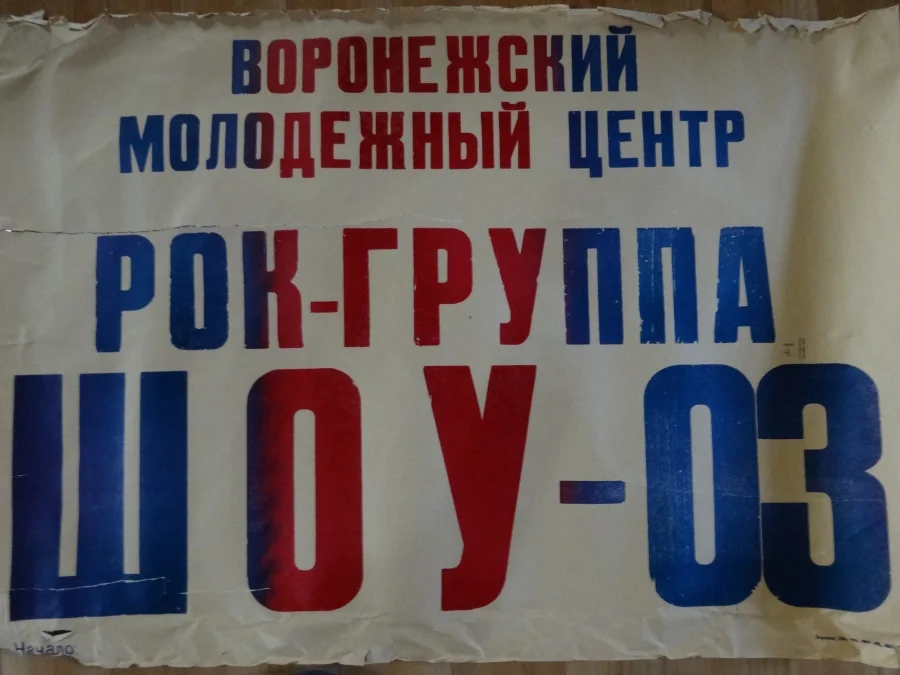 ВОРОНЕЖСКИЙ
МОЛОДЕЖНЫЙ ЦЕНТР
РОК-ГРУППА
ШОУ-03
Начало